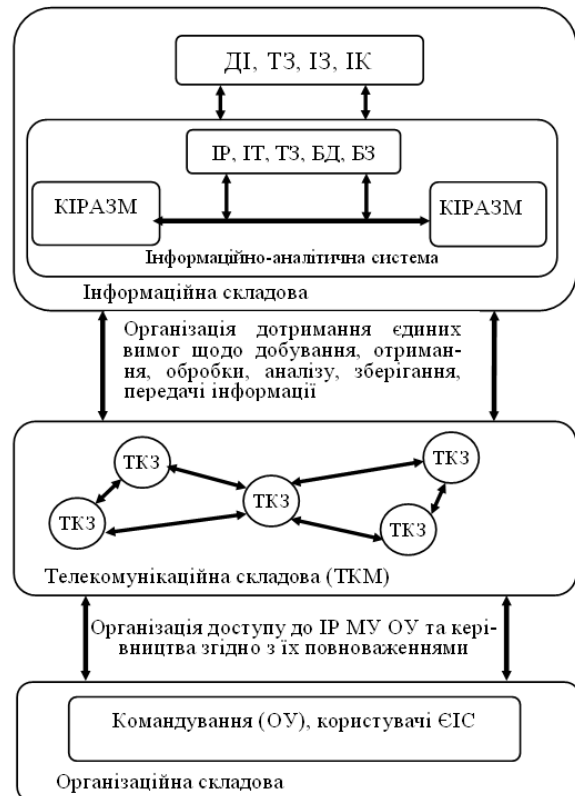 ДІ, ТЗ, ІЗ, ІК
ІР, ІТ, ТЗ, БД, БЗ
КІРАЗМ
КІРАЗМ
Інформаційно-аналітична система
Інформаційна складова
Організація дотримання єдиних
вимог щодо добування, отриман-
ня, обробки, аналізу, зберігання,
передачі інформації
ТКЗ
ТКЗ
ТКЗ
ТКЗ
ТКЗ
Телекомунікаційна складова (ТКМ)
Організація доступу до ІР МУ ОУ та кері-
вництва згідно з їх повноваженнями
Командування (ОУ), користувачі ЄІС
Організаційна складова